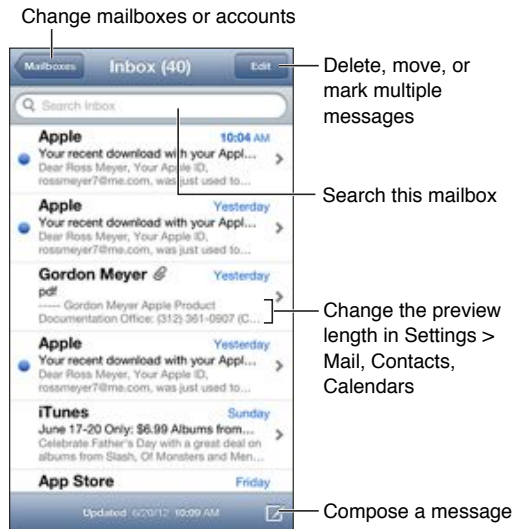 Change mailboxes or accounts
Mailboxes
Inbox (40)
Edit
Delete, move, or
mark multiple
messages
Search Inbox
Apple 10:04 AM
Your recent download with your Appl...
Dear Ross Meyer, Your Apple ID,
rossmeyer7@me.com, was just used to...
Search this mailbox
Apple Yesterday
Your recent download with your Appl...
Dear Ross Meyer, Your Apple ID,
rossmeyer7@me.com, was just used to...
Gordon Meyer Yesterday
pdf
----- Gordon Meyer Apple Product
Documentation Office: (312) 361-0907 (C...
Change the preview
length in Settings >
Mail, Contacts,
Calendars
Apple Yesterday
Your recent download with your Appl...
Dear Ross Meyer, Your Apple ID,
rossmeyer7@me.com, was just used to...
iTunes Sunday
June 17-20 Only: $6.99 Albums from...
Celebrate Father's Day with a great deal on
albums from Slash, Of Monsters and Men...
App Store Friday
Updated 6/20/12 10:09 AM
Compose a message